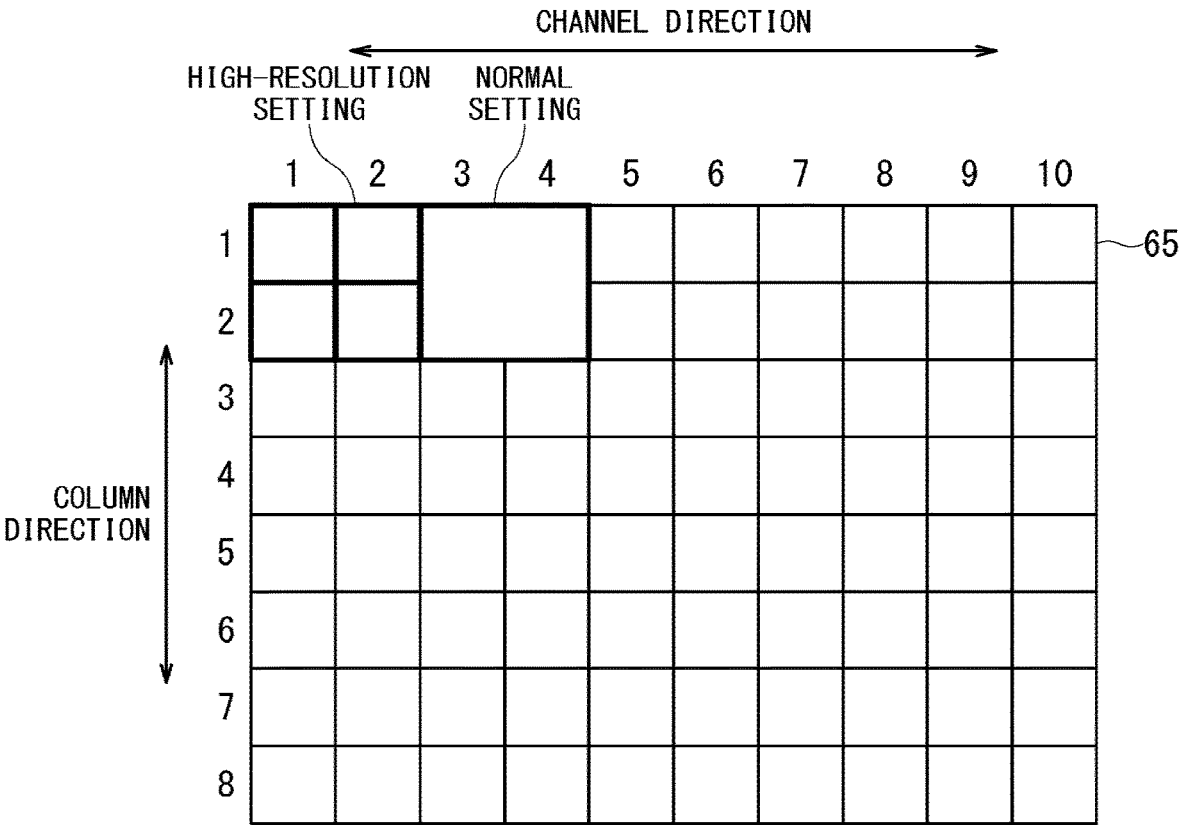 CHANNEL DIRECTION
HIGH-RESOLUTION SETTING
NORMAL SETTING
1 2 3 4 5 6 7 8 9 10
1
65
2
3
4
COLUMN DIRECTION
5
6
7
8